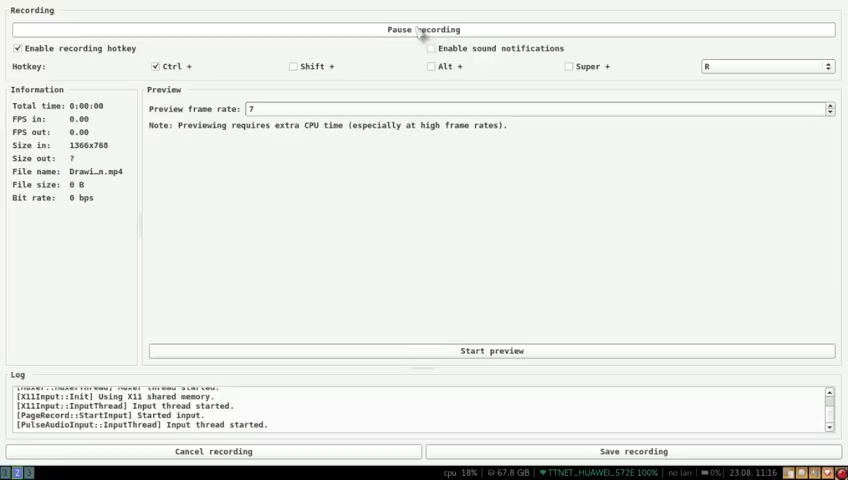 Recording
Pause recording
Enable recording hotkey
Enable sound notifications
Hotkey: Ctrl + Shift + Alt + Super + R
Information
Total time: 0:00:00
FPS in: 0.00
FPS out: 0.00
Size in: 1366x768
Size out: ?
File name: Drawi…n.mp4
File size: 0 B
Bit rate: 0 bps
Preview
Preview frame rate: 7
Note: Previewing requires extra CPU time (especially at high frame rates).
Start preview
Log
[X11Input::Init] Using X11 shared memory.
[X11Input::InputThread] Input thread started.
[PageRecord::StartInput] Started input.
[PulseAudioInput::InputThread] Input thread started.
Cancel recording
Save recording
1 2 3 cpu 18% 67.8 GiB TTNET_HUAWEI_572E 100% no lan 0% 23.08. 11:16